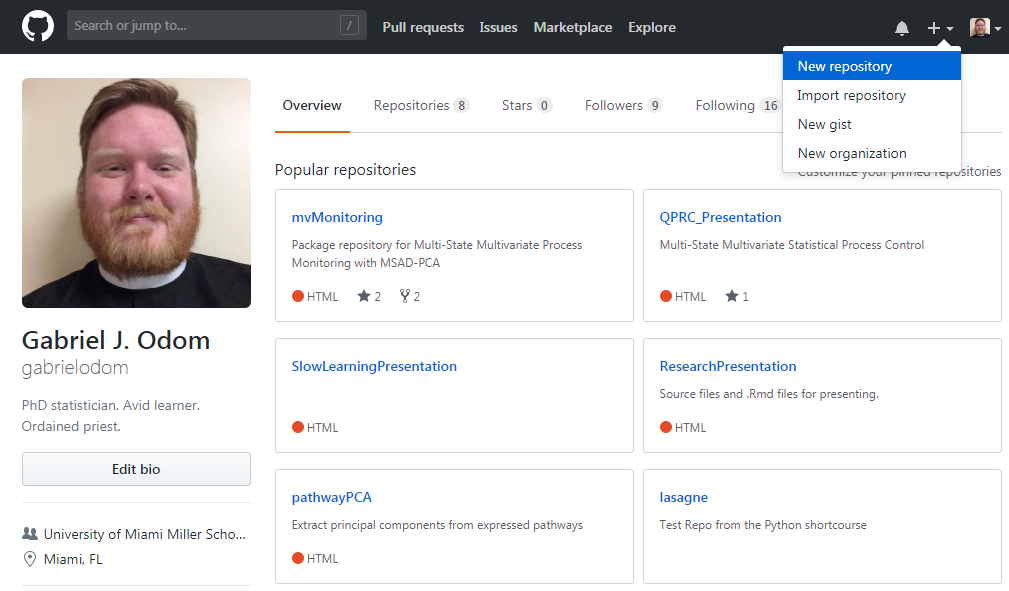 Search or jump to...
/
Pull requests Issues Marketplace Explore
New repository
Import repository
New gist
New organization
Overview Repositories 8 Stars 0 Followers 9 Following 16
Popular repositories
Customize your pinned repositories
mvMonitoring
Package repository for Multi-State Multivariate Process
Monitoring with MSAD-PCA
HTML 2 2
QPRC_Presentation
Multi-State Multivariate Statistical Process Control
HTML 1
SlowLearningPresentation
HTML
ResearchPresentation
Source files and .Rmd files for presenting.
HTML
pathwayPCA
Extract principal components from expressed pathways
HTML
lasagne
Test Repo from the Python shortcourse
Gabriel J. Odom
gabrielodom
PhD statistician. Avid learner.
Ordained priest.
Edit bio
University of Miami Miller Scho...
Miami, FL